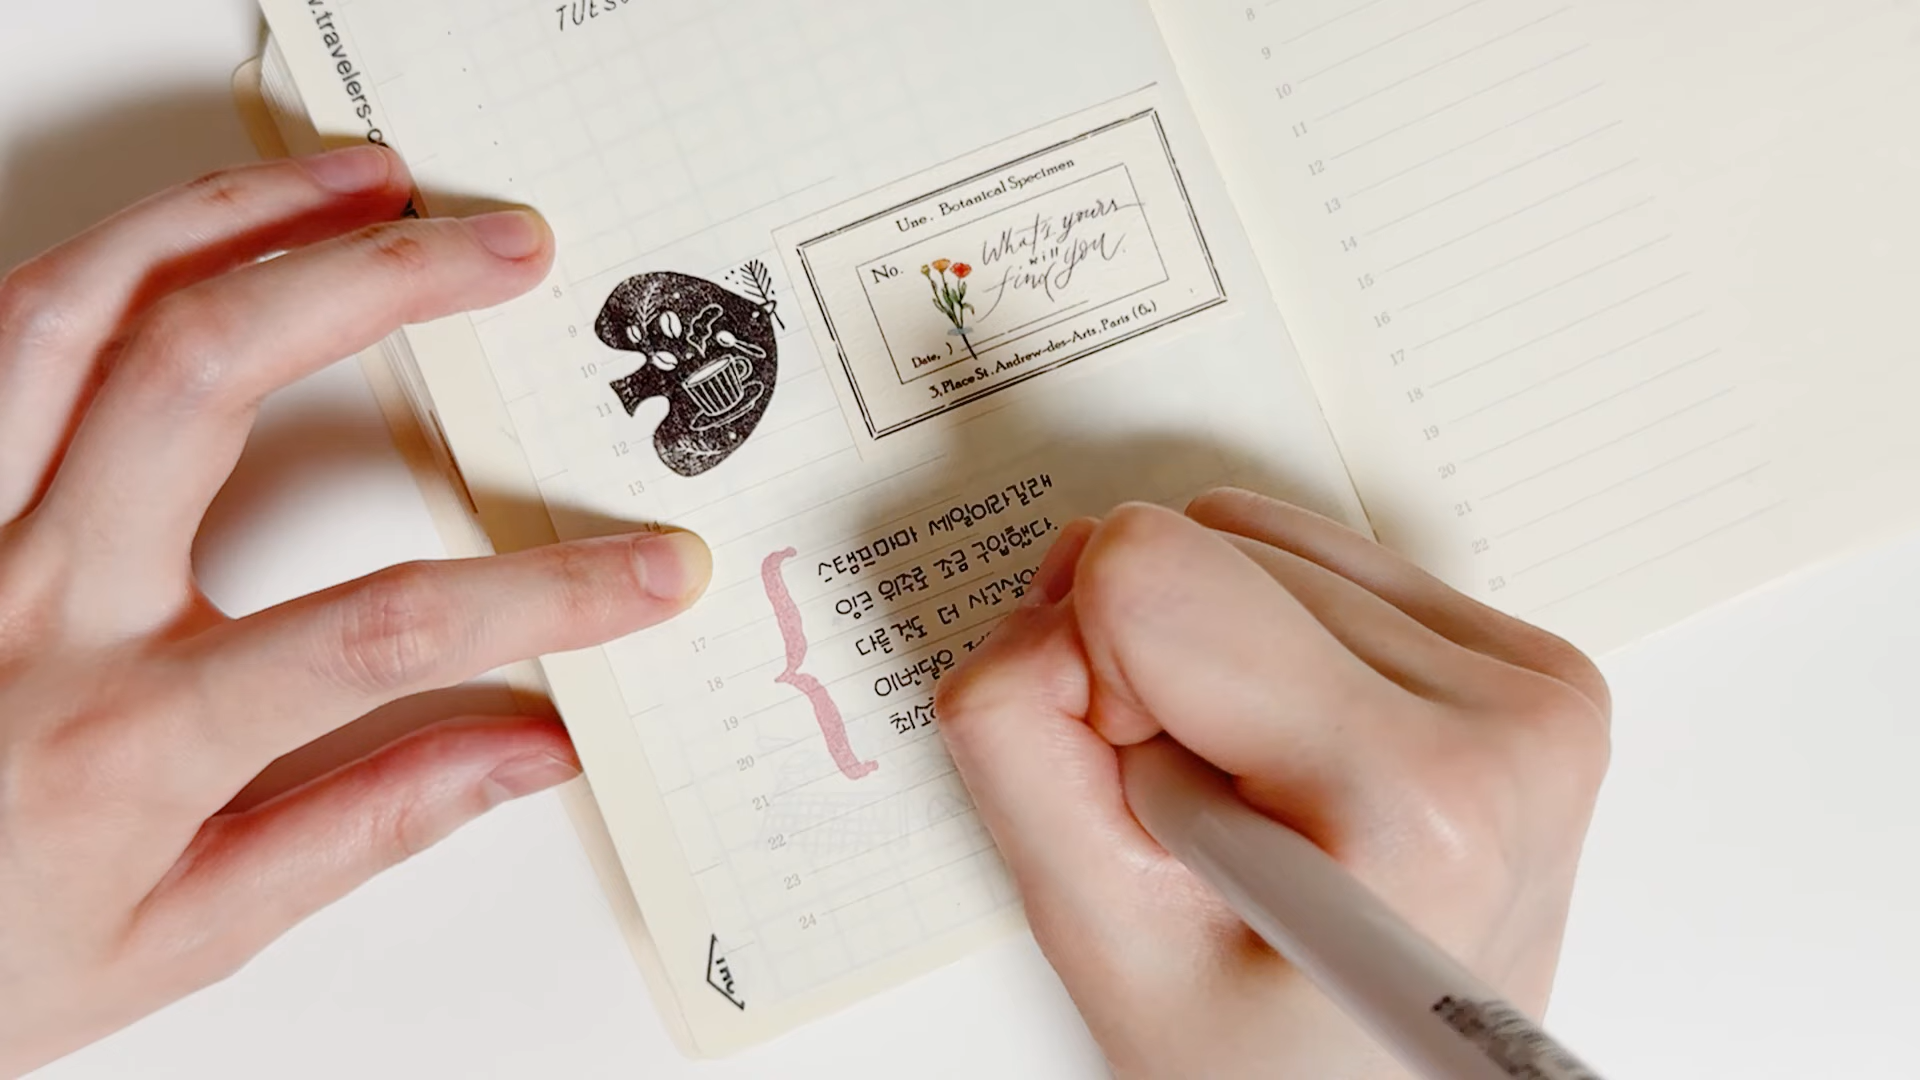 www.travelers-c
TUES
8
9
10
11
12
13
14
17
18
19
20
21
22
23
24
Une. Botanical Specimen
No.
What's yours
will
find you.
Date, )
3, Place St. Andrew-des-Arts, Paris (6e)
스탬프마마 세일이라길래
잉크 위주로 조금 구입했다.
다른 것도 더 사고싶
이번달은
최소
8
9
10
11
12
13
14
15
16
17
18
19
20
21
22
23